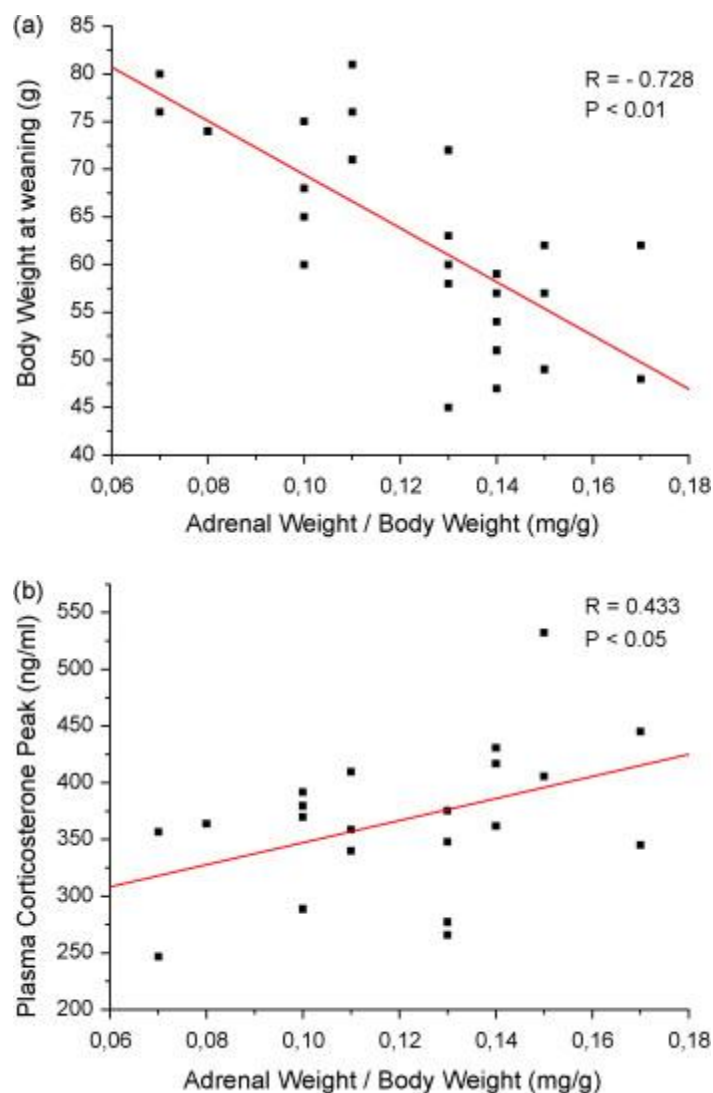 (a)
85
80
75
70
65
60
55
50
45
40
Body Weight at weaning (g)
R = - 0.728
P < 0.01
0,06 0,08 0,10 0,12 0,14 0,16 0,18
Adrenal Weight / Body Weight (mg/g)
(b)
550
500
450
400
350
300
250
200
Plasma Corticosterone Peak (ng/ml)
R = 0.433
P < 0.05
0,06 0,08 0,10 0,12 0,14 0,16 0,18
Adrenal Weight / Body Weight (mg/g)